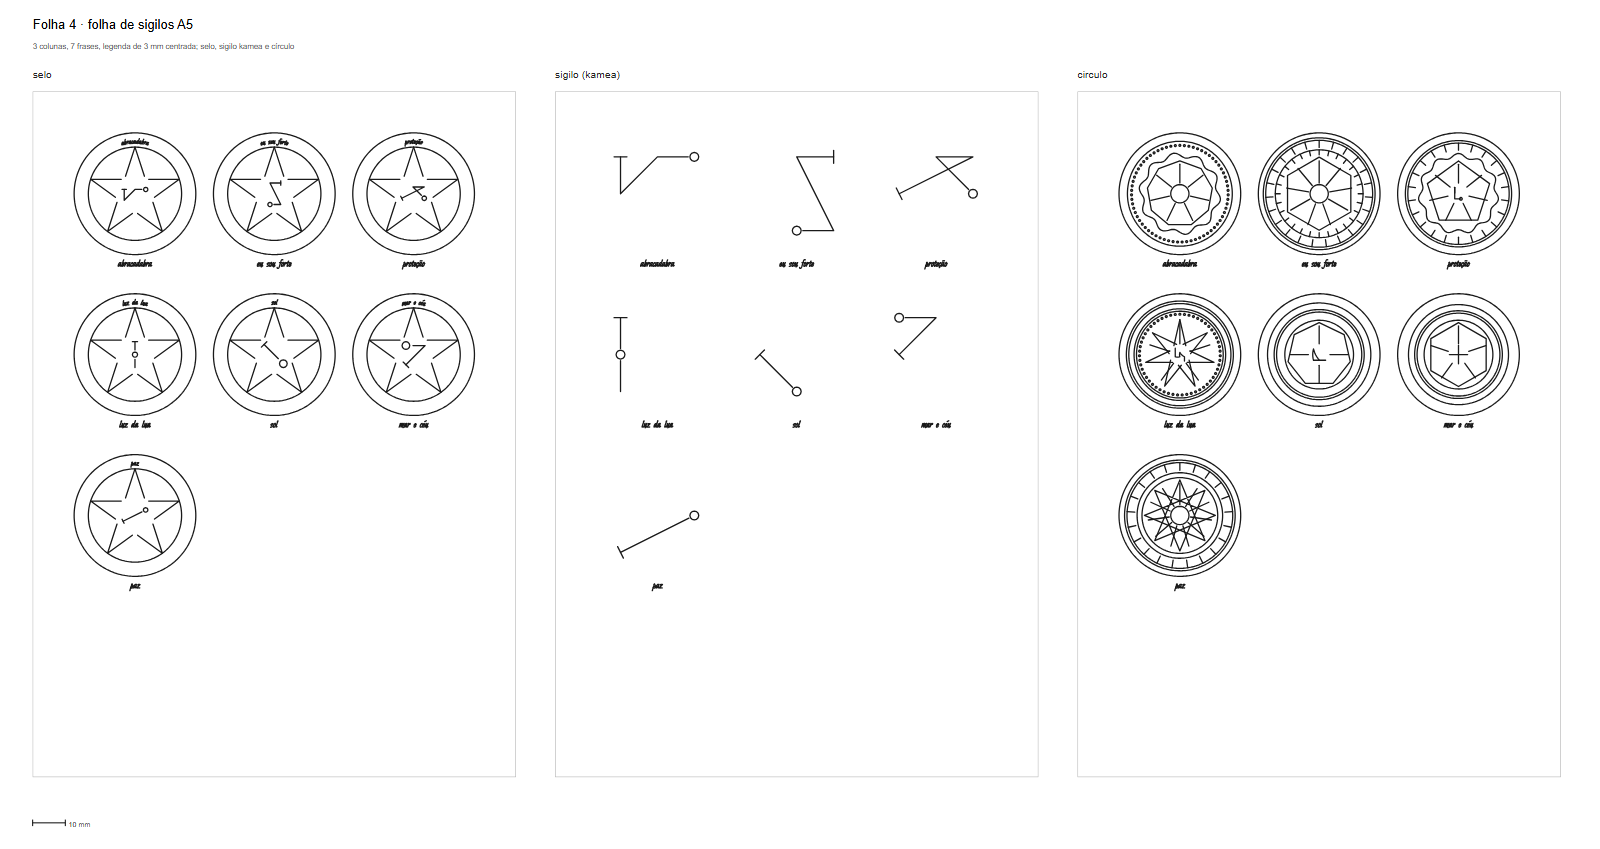 Folha 4 · folha de sigilos A5
3 colunas, 7 frases, legenda de 3 mm centrada; selo, sigilo kamea e círculo
selo
sigilo (kamea)
círculo
abracadabra
eu sou forte
proteção
abracadabra
eu sou forte
proteção
abracadabra
eu sou forte
proteção
abracadabra
eu sou forte
proteção
luz da lua
sol
mar e céu
luz da lua
sol
mar e céu
luz da lua
sol
mar e céu
luz da lua
sol
mar e céu
paz
paz
paz
paz
10 mm